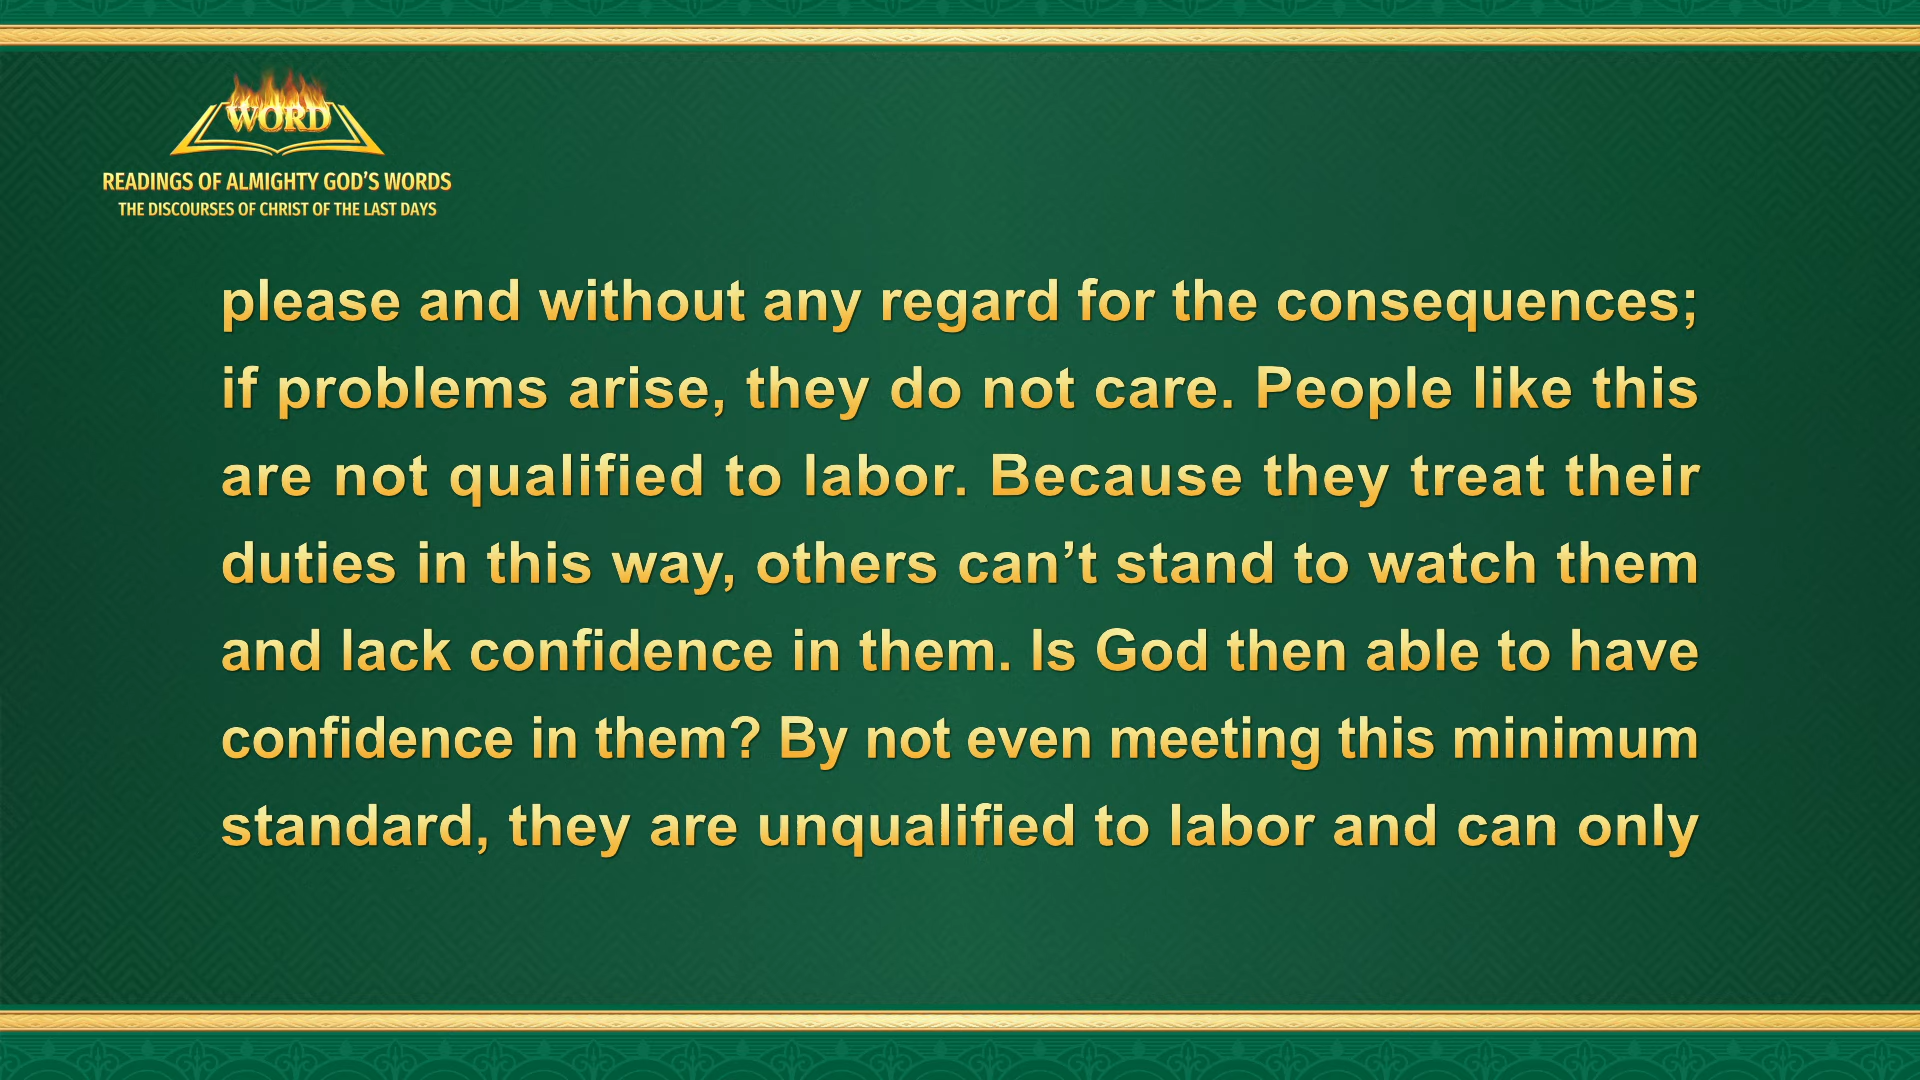 WORD
READINGS OF ALMIGHTY GOD’S WORDS
THE DISCOURSES OF CHRIST OF THE LAST DAYS
please and without any regard for the consequences;
if problems arise, they do not care. People like this
are not qualified to labor. Because they treat their
duties in this way, others can’t stand to watch them
and lack confidence in them. Is God then able to have
confidence in them? By not even meeting this minimum
standard, they are unqualified to labor and can only